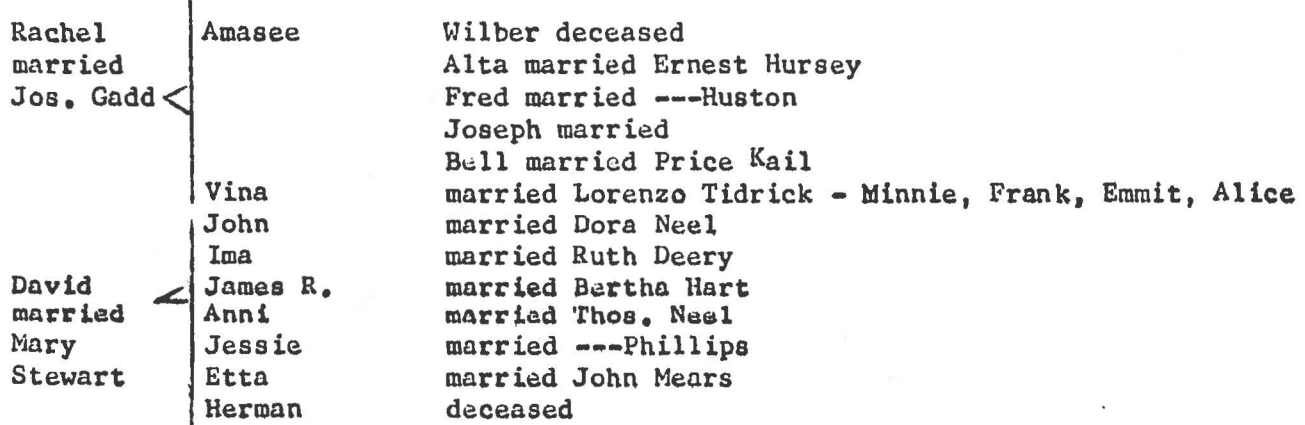 Rachel Amasee Wilber deceased
married Alta married Ernest Hursey
Jos. Gadd Fred married ---Huston
Joseph married
Bell married Price Kail
Vina married Lorenzo Tidrick - Minnie, Frank, Emmit, Alice
John married Dora Neel
Ima married Ruth Deery
David James R. married Bertha Hart
married Anni married Thos. Neel
Mary Jessie married ---Phillips
Stewart Etta married John Mears
Herman deceased